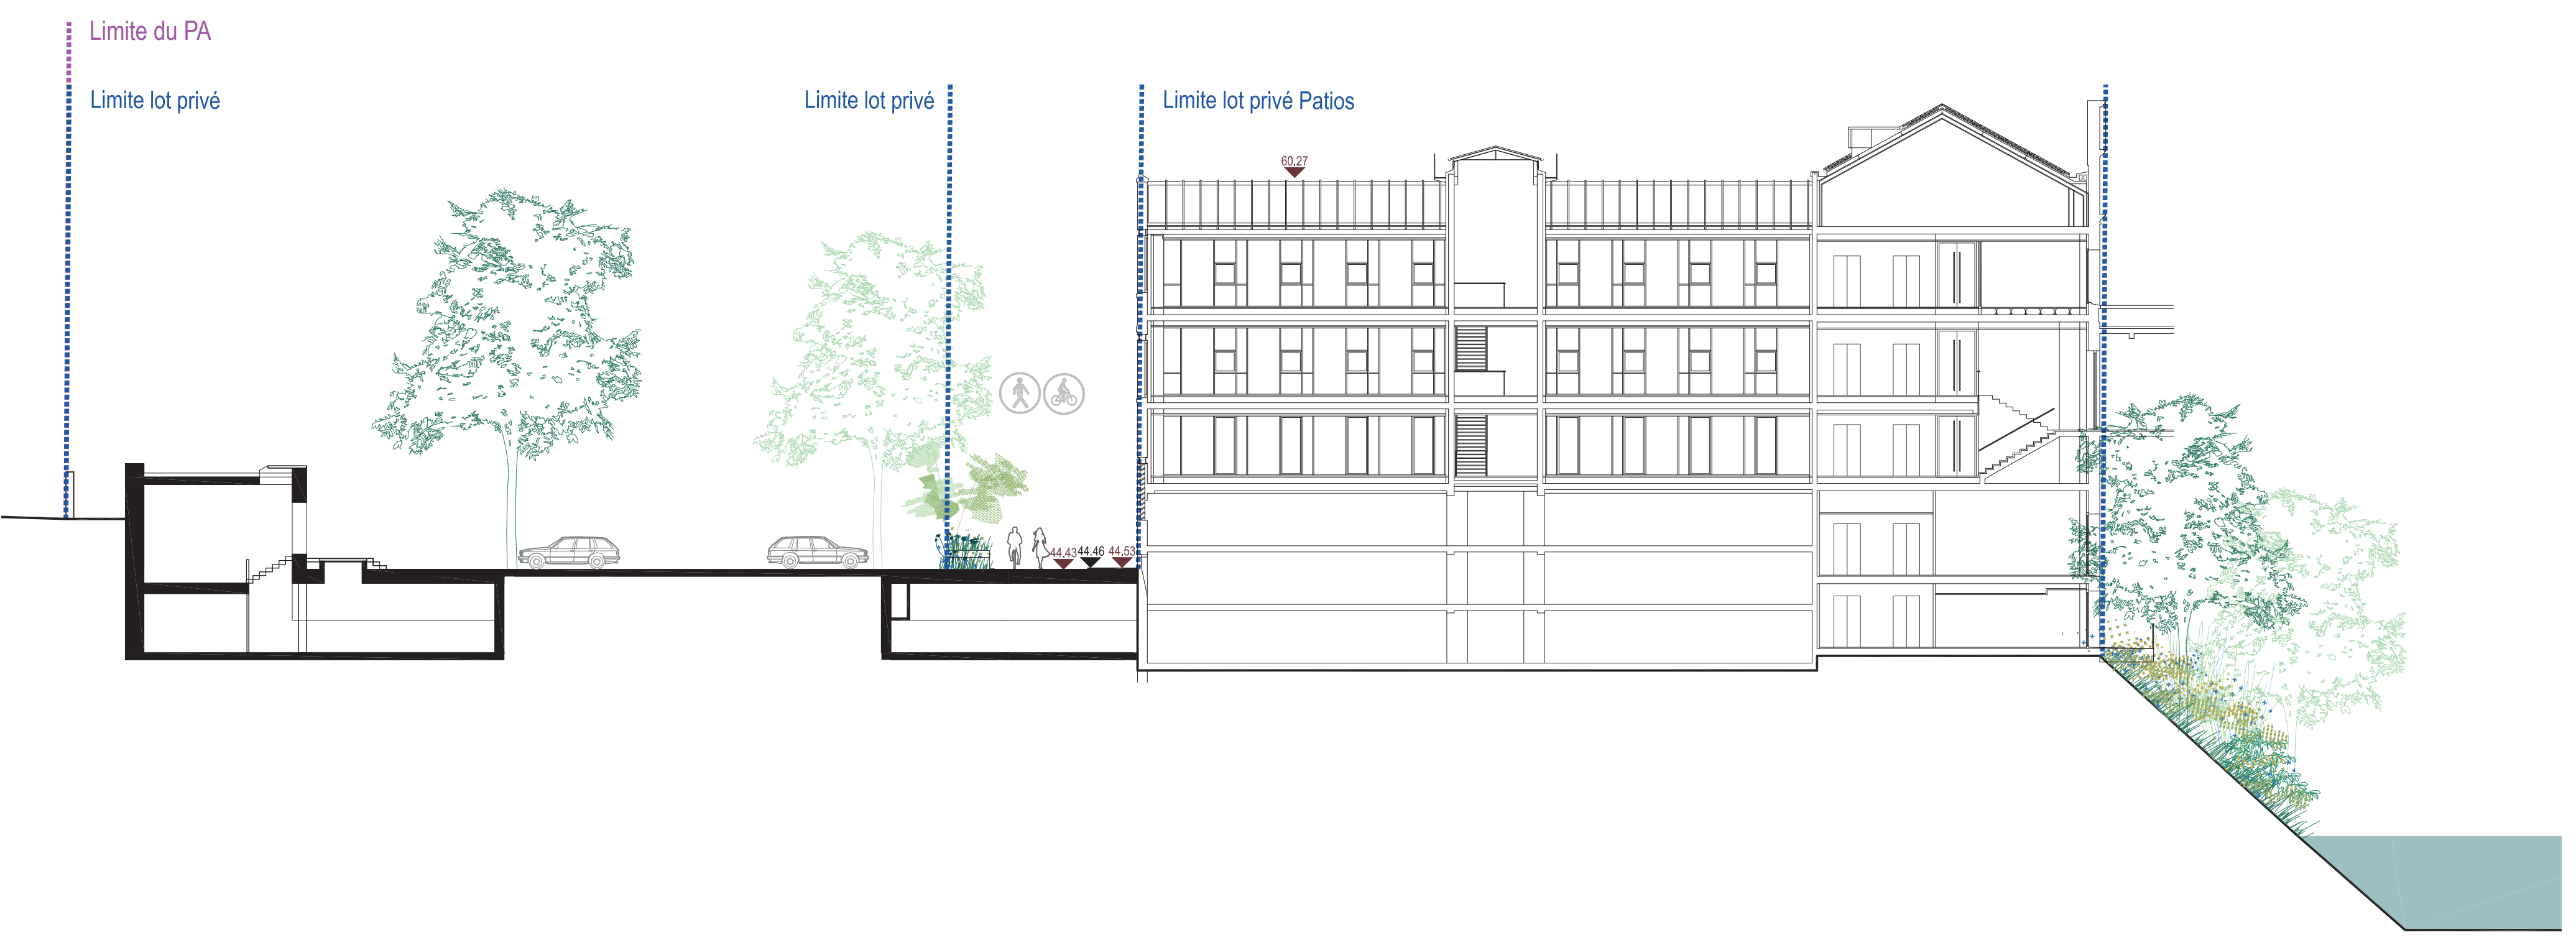 Limite du PA
Limite lot privé
Limite lot privé
Limite lot privé Patios
60.27
44.43 44.46 44.53